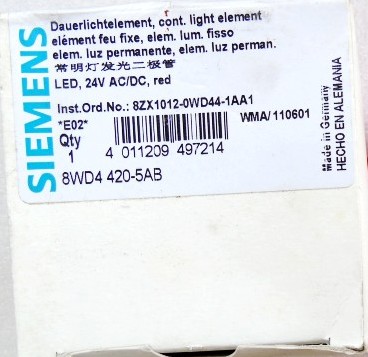 SIEMENS
Dauerlichtelement, cont. light element
elément feu fixe, elem. lum. fisso
elem. luz permanente, elem. luz perman.
常明灯发光二极管
LED, 24V AC/DC, red
Inst.Ord.No.: 8ZX1012-0WD44-1AA1
*E02*
WMA/110601
Qty
1
4 011209 497214
8WD4 420-5AB
Made in Germany
HECHO EN ALEMANIA